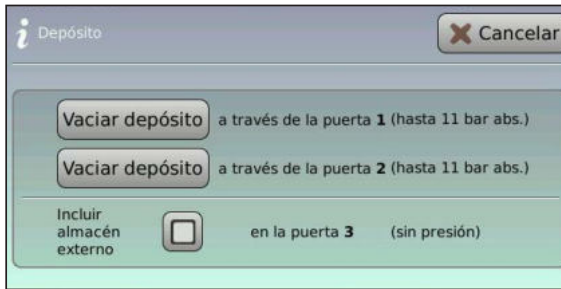 i Depósito
Cancelar
Vaciar depósito a través de la puerta 1 (hasta 11 bar abs.)
Vaciar depósito a través de la puerta 2 (hasta 11 bar abs.)
Incluir
almacén
externo
en la puerta 3 (sin presión)